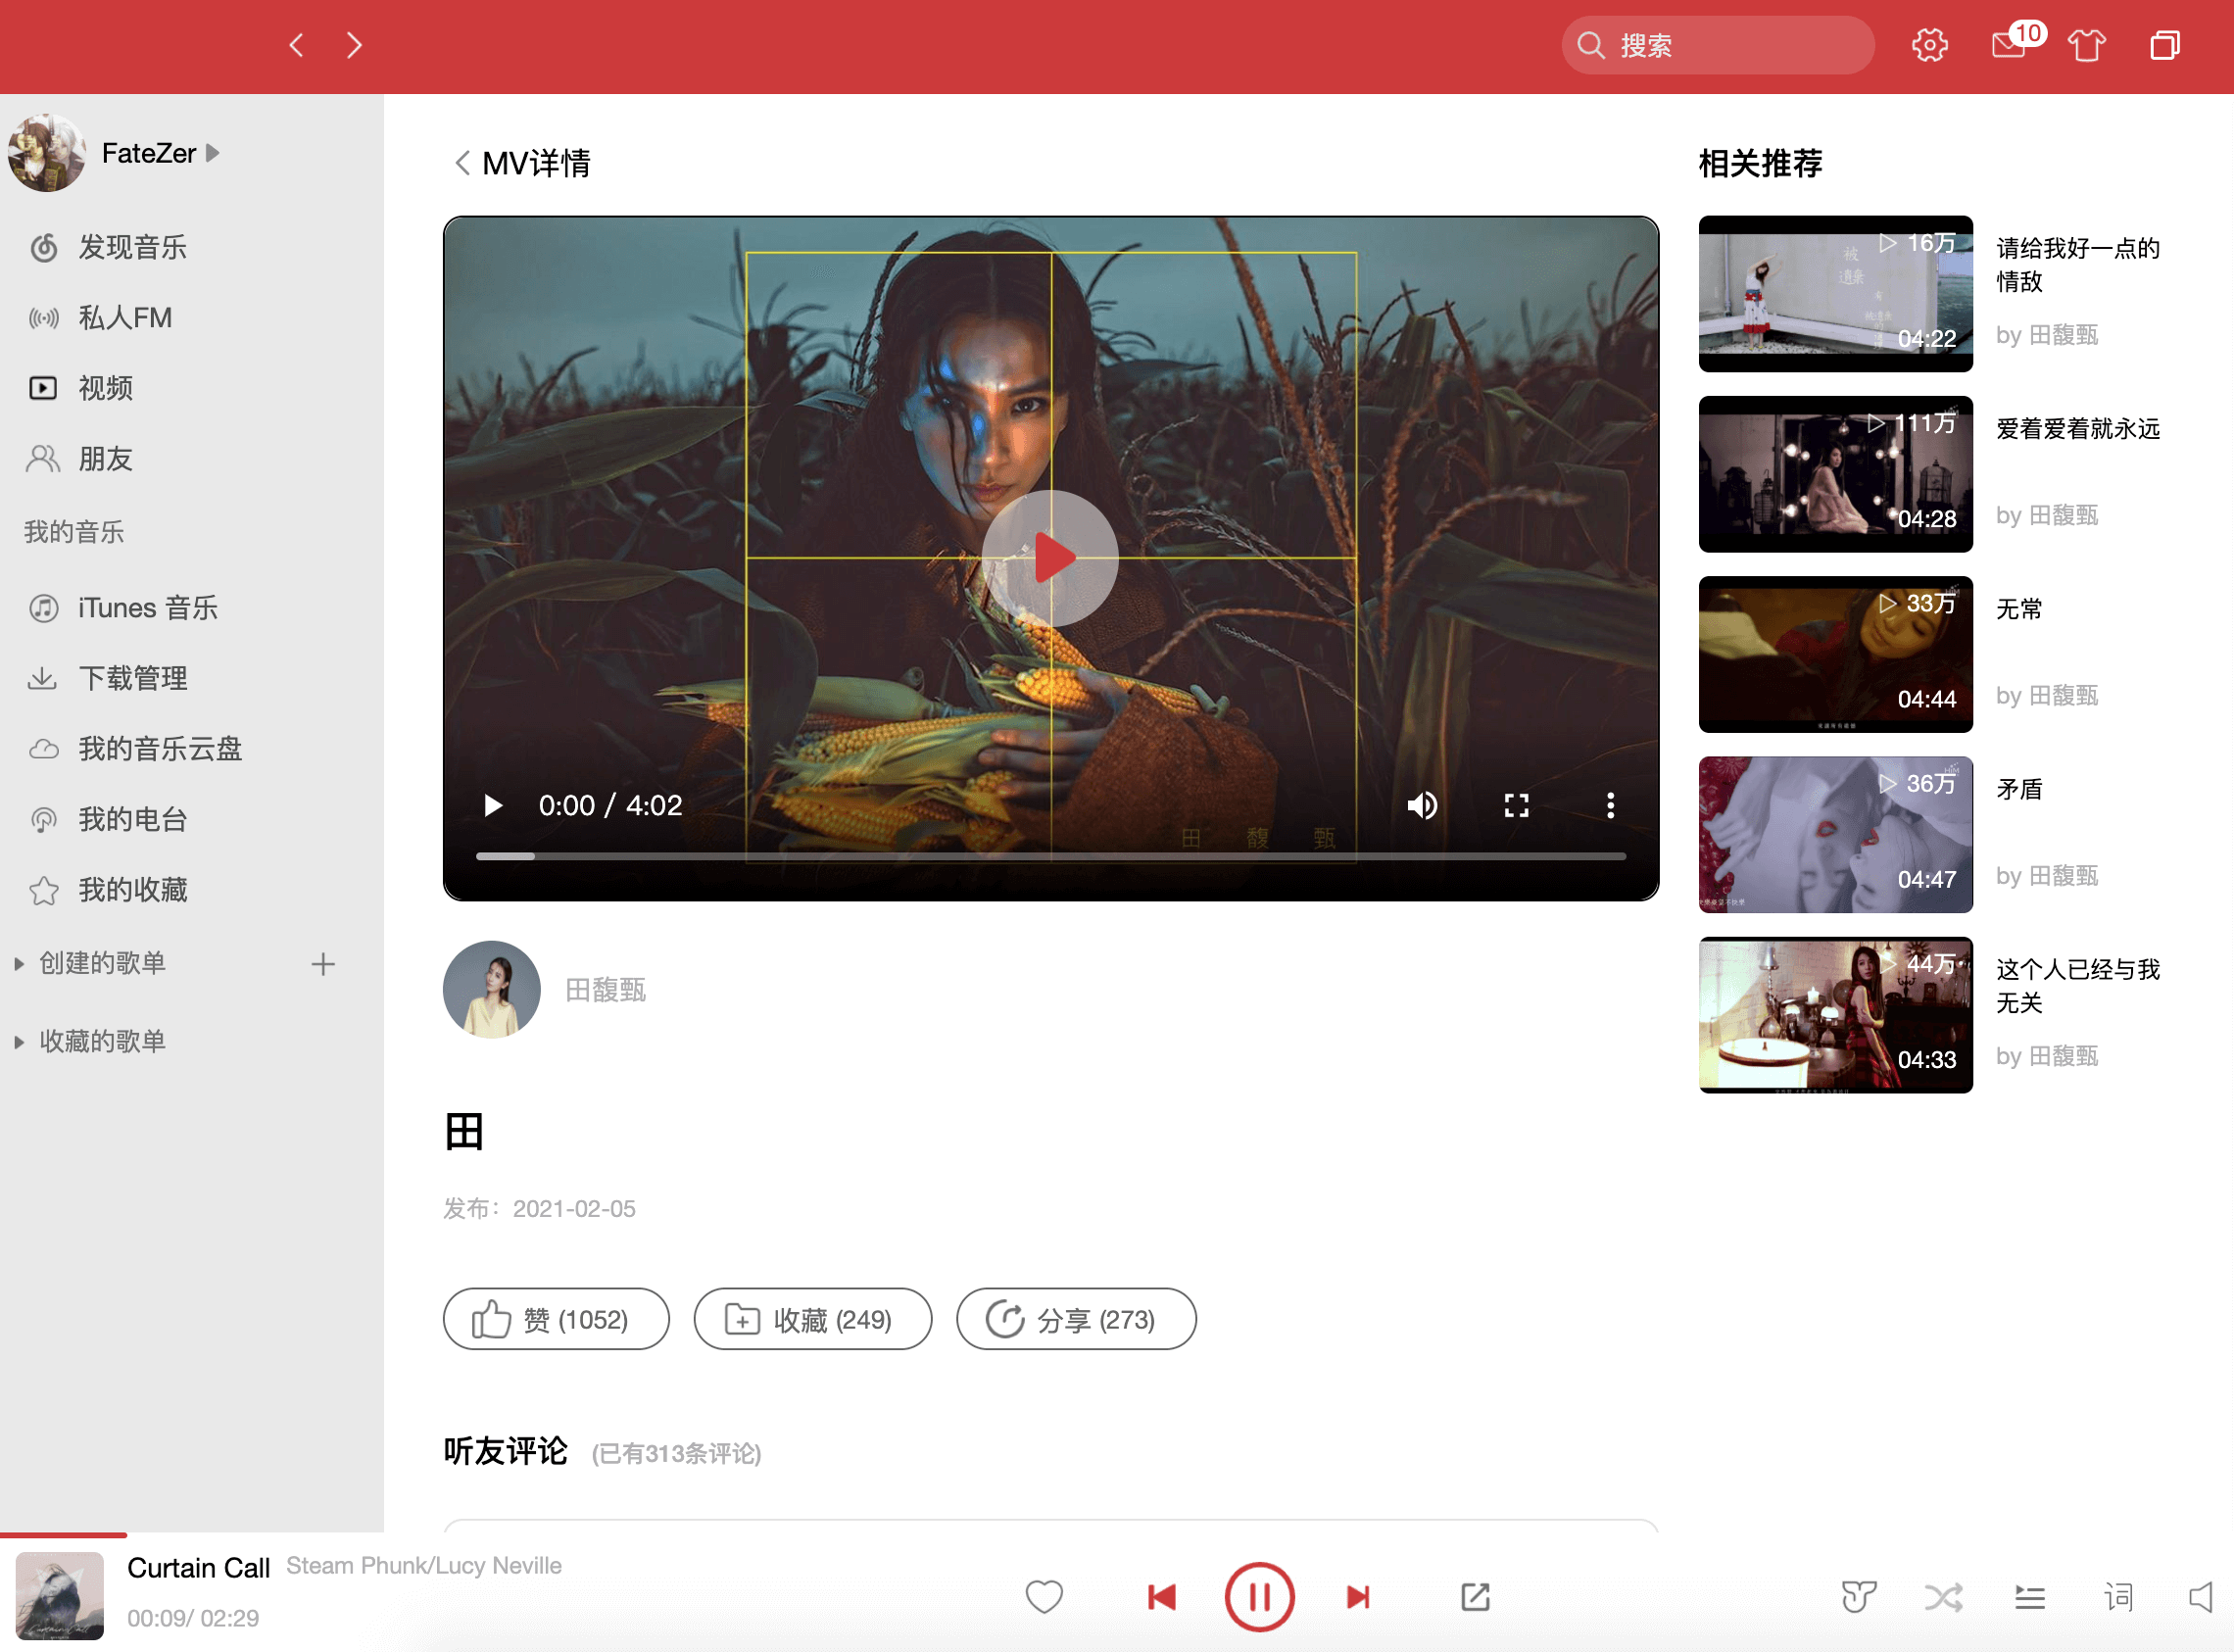 搜索
10
FateZer
发现音乐
私人FM
视频
朋友
我的音乐
iTunes 音乐
下载管理
我的音乐云盘
我的电台
我的收藏
创建的歌单
收藏的歌单
MV详情
0:00 / 4:02
田 馥 甄
田馥甄
田
发布：2021-02-05
赞 (1052)
收藏 (249)
分享 (273)
听友评论 (已有313条评论)
相关推荐
16万
04:22
请给我好一点的
情敌
by 田馥甄
111万
04:28
爱着爱着就永远
by 田馥甄
33万
04:44
无常
by 田馥甄
36万
04:47
矛盾
by 田馥甄
44万
04:33
这个人已经与我
无关
by 田馥甄
Curtain Call Steam Phunk/Lucy Neville
00:09/ 02:29
词